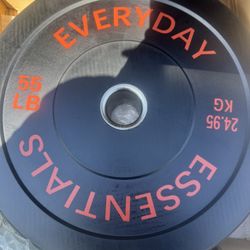 EVERYDAY
55
LB
24.95
KG
ESSENTIALS